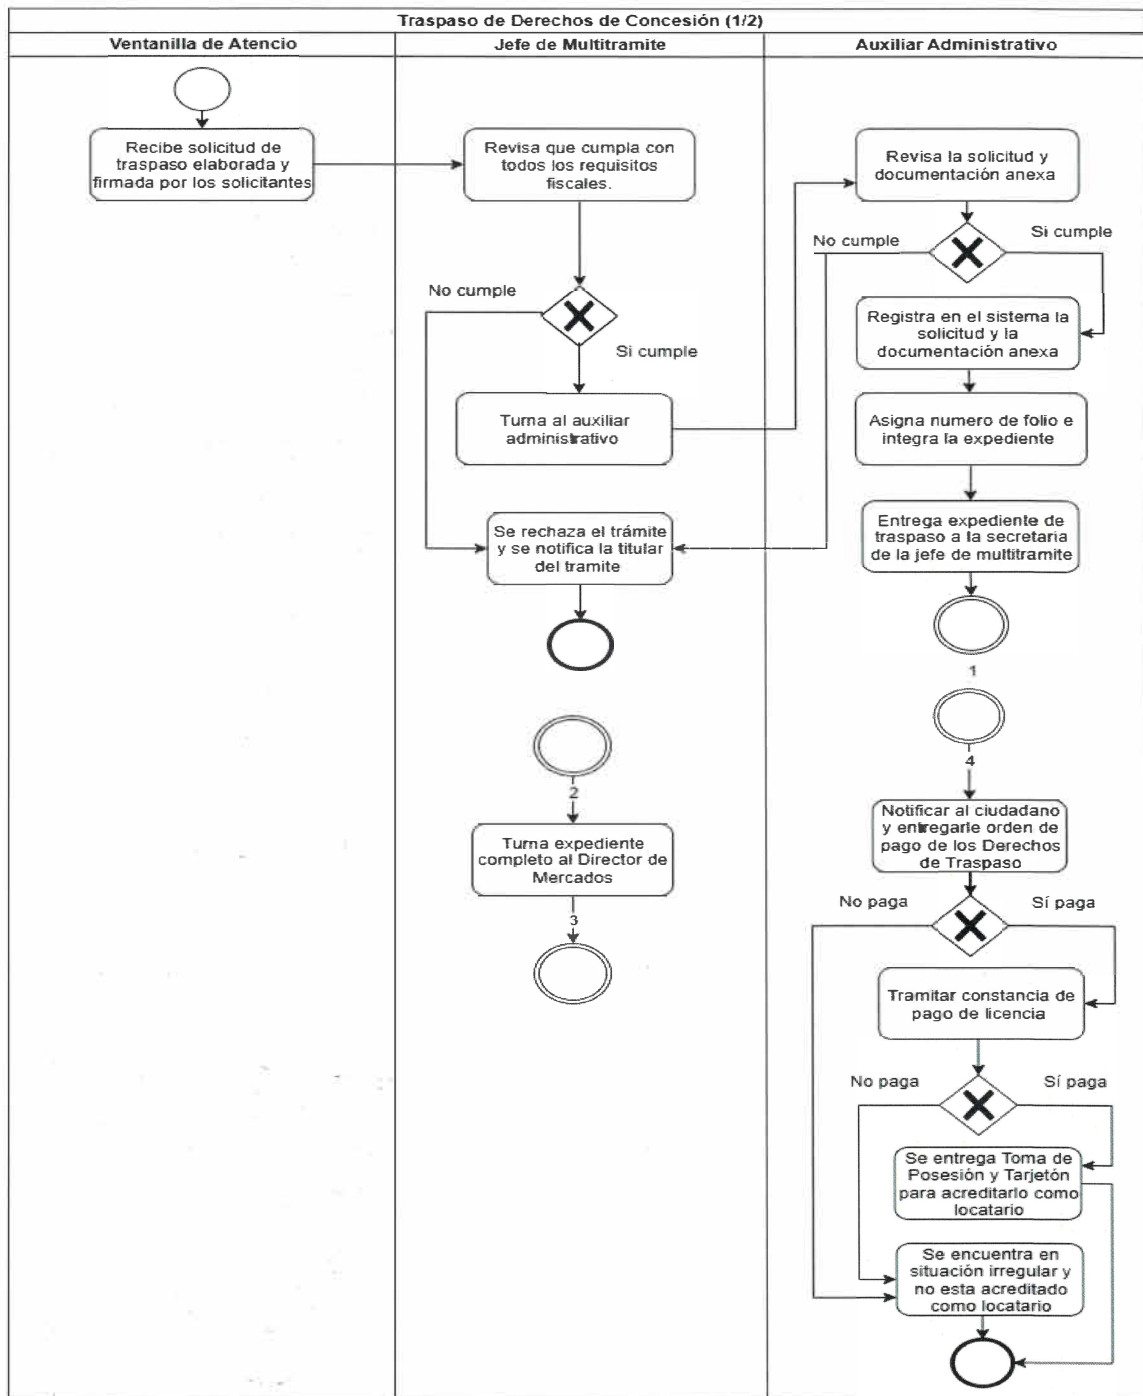 Traspaso de Derechos de Concesión (1/2)
Ventanilla de Atencio
Jefe de Multitramite
Auxiliar Administrativo
Recibe solicitud de
traspaso elaborada y
firmada por los solicitantes
Revisa que cumpla con
todos los requisitos
fiscales.
No cumple
Si cumple
Turna al auxiliar
administrativo
Se rechaza el trámite
y se notifica la titular
del tramite
2
Turna expediente
completo al Director de
Mercados
3
Revisa la solicitud y
documentación anexa
No cumple
Si cumple
Registra en el sistema la
solicitud y la
documentación anexa
Asigna numero de folio e
integra la expediente
Entrega expediente de
traspaso a la secretaria
de la jefe de multitramite
1
4
Notificar al ciudadano
y entregarle orden de
pago de los Derechos
de Traspaso
No paga
Sí paga
Tramitar constancia de
pago de licencia
No paga
Sí paga
Se entrega Toma de
Posesión y Tarjetón
para acreditarlo como
locatario
Se encuentra en
situación irregular y
no esta acreditado
como locatario